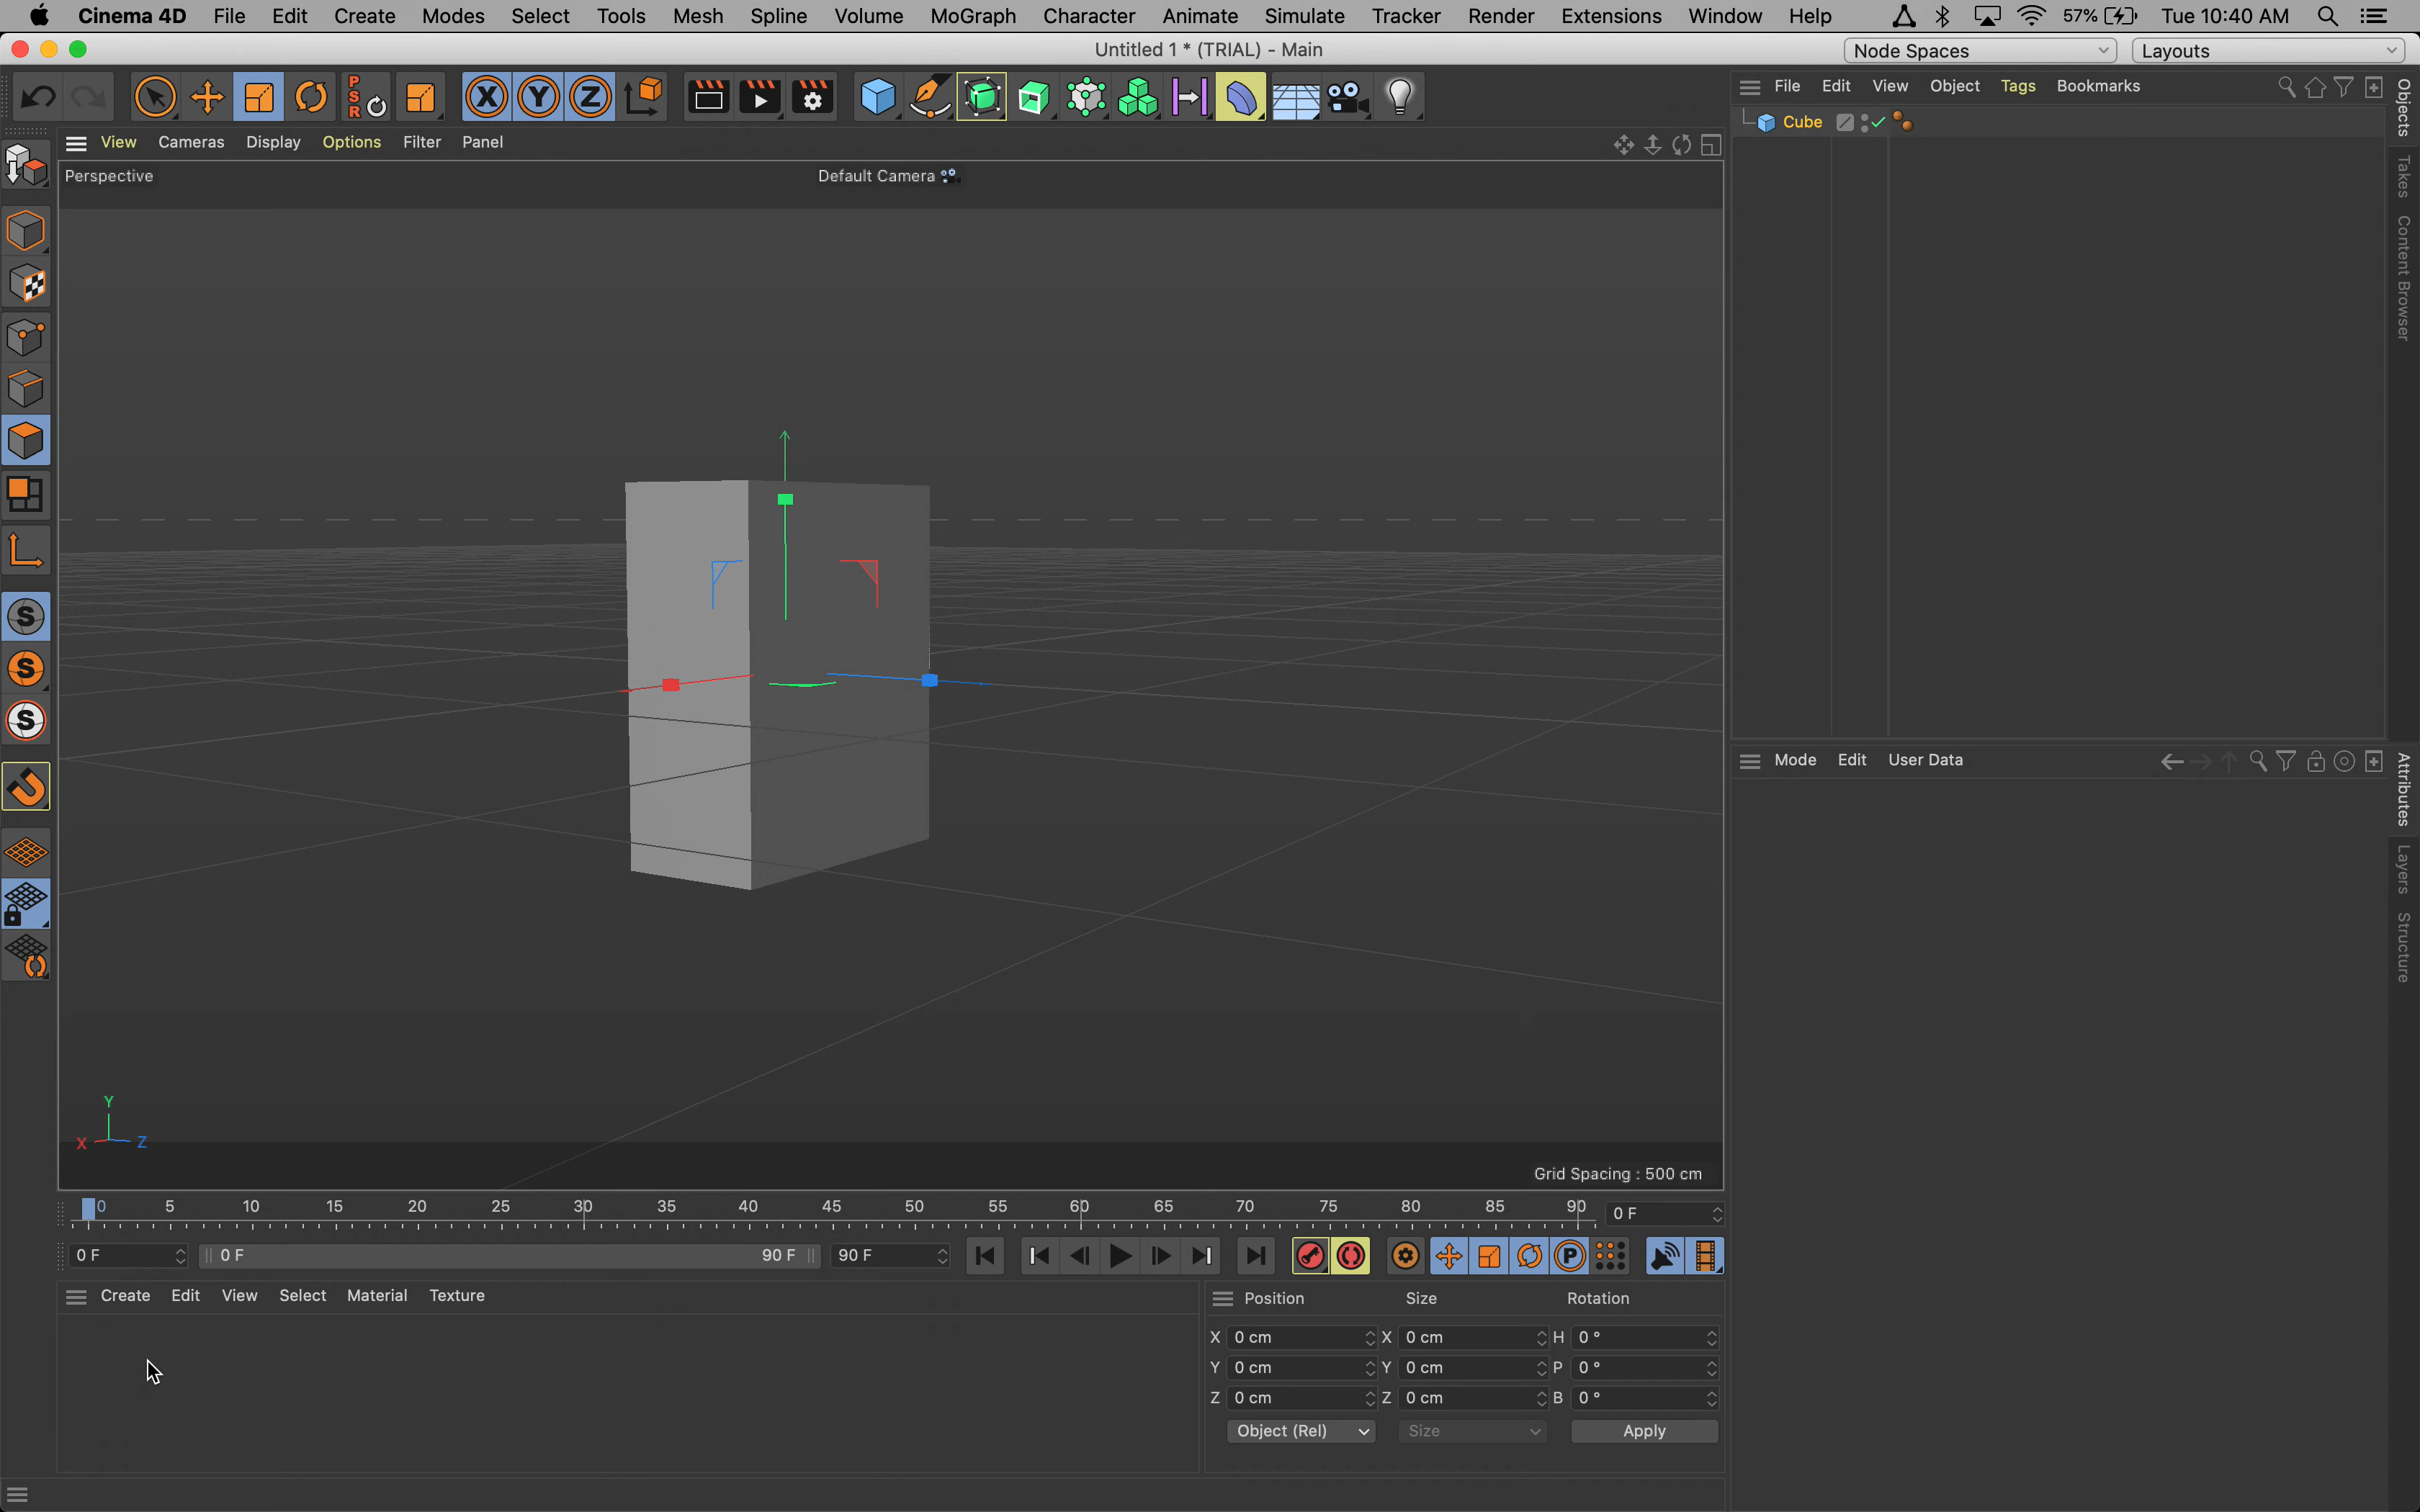 Cinema 4D File Edit Create Modes Select Tools Mesh Spline Volume MoGraph Character Animate Simulate Tracker Render Extensions Window Help 57% Tue 10:40 AM
Untitled 1 * (TRIAL) - Main
Node Spaces
Layouts
PSR
X Y Z
File Edit View Object Tags Bookmarks
Cube
Objects
Takes
Content Browser
View Cameras Display Options Filter Panel
Perspective
Default Camera
S
S
S
Y
X Z
Grid Spacing : 500 cm
Mode Edit User Data
Attributes
Layers
Structure
0 5 10 15 20 25 30 35 40 45 50 55 60 65 70 75 80 85 90
0 F
0 F
0 F 90 F
90 F
P
Create Edit View Select Material Texture
Position Size Rotation
X 0 cm X 0 cm H 0 °
Y 0 cm Y 0 cm P 0 °
Z 0 cm Z 0 cm B 0 °
Object (Rel) Size Apply